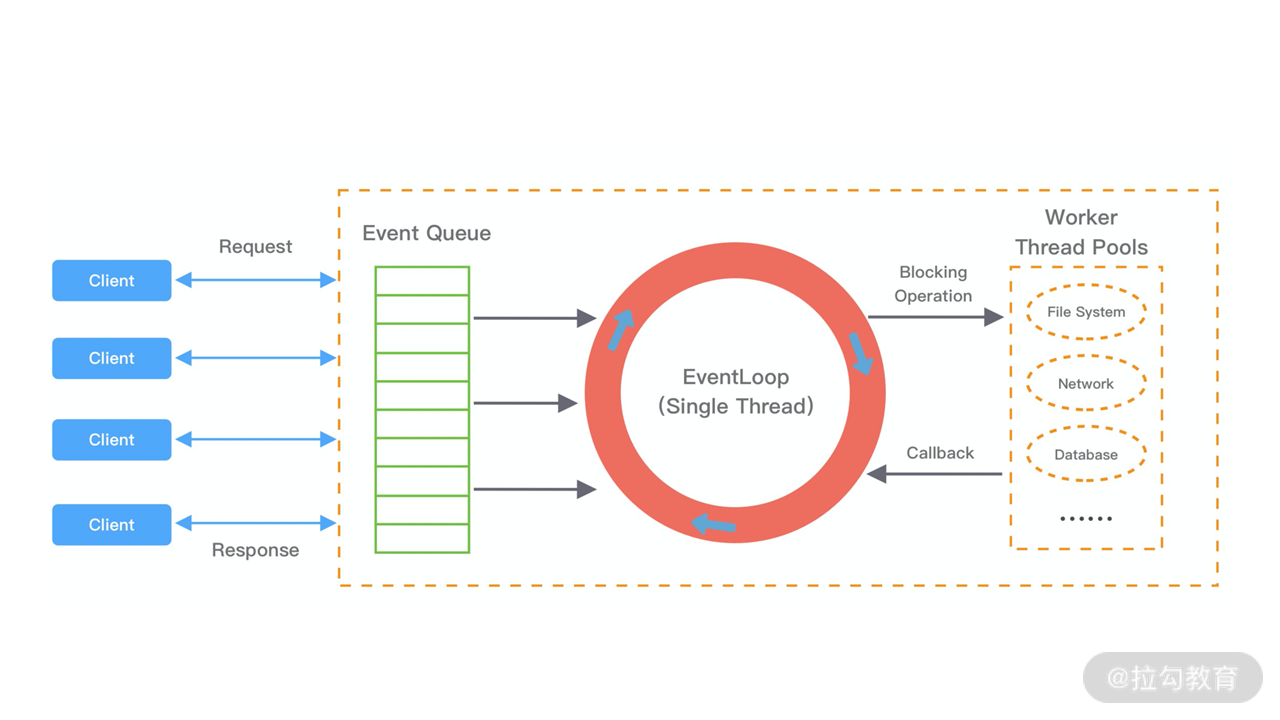 Request
Client
Client
Client
Client
Response
Event Queue
EventLoop
(Single Thread)
Blocking
Operation
Callback
Worker
Thread Pools
File System
Network
Database
......
@拉勾教育